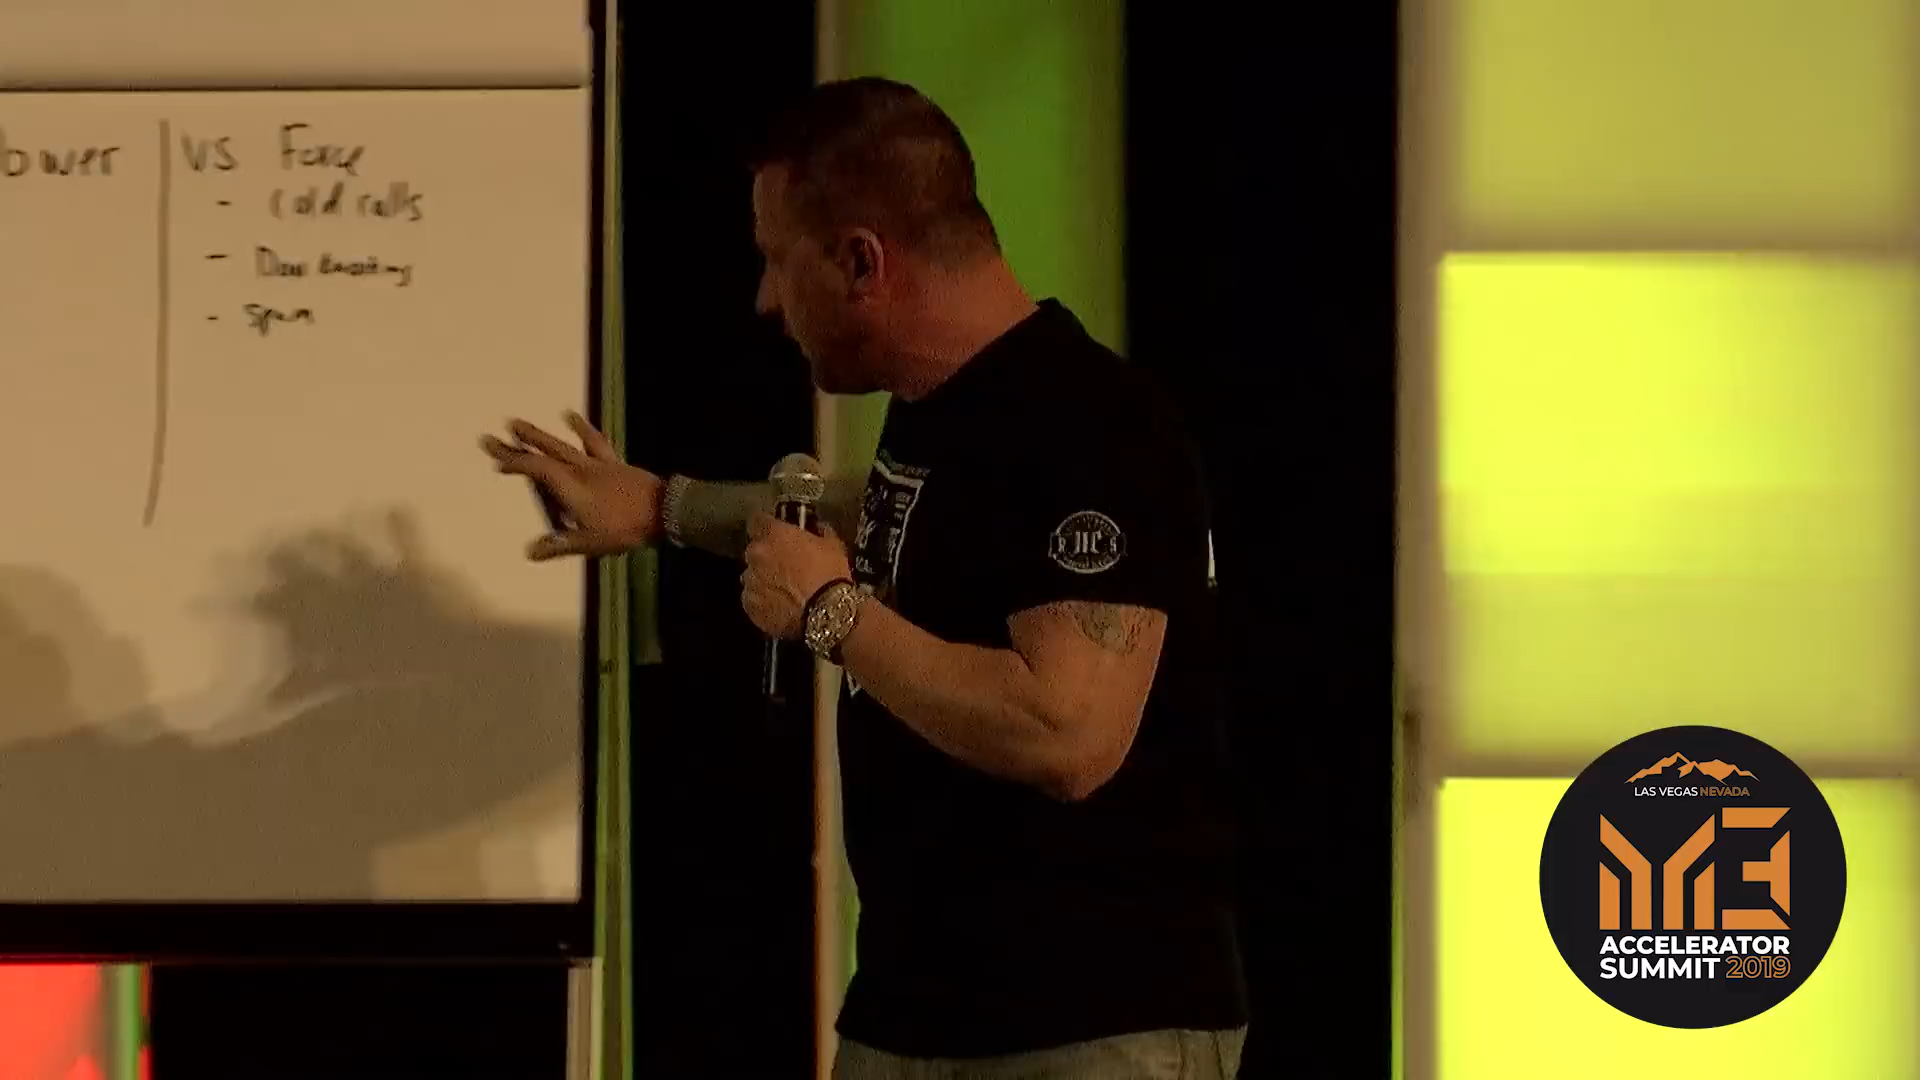 ower VS Force
- Cold calls
- Door knocking
- Spam
LAS VEGAS NEVADA
ACCELERATOR
SUMMIT 2019